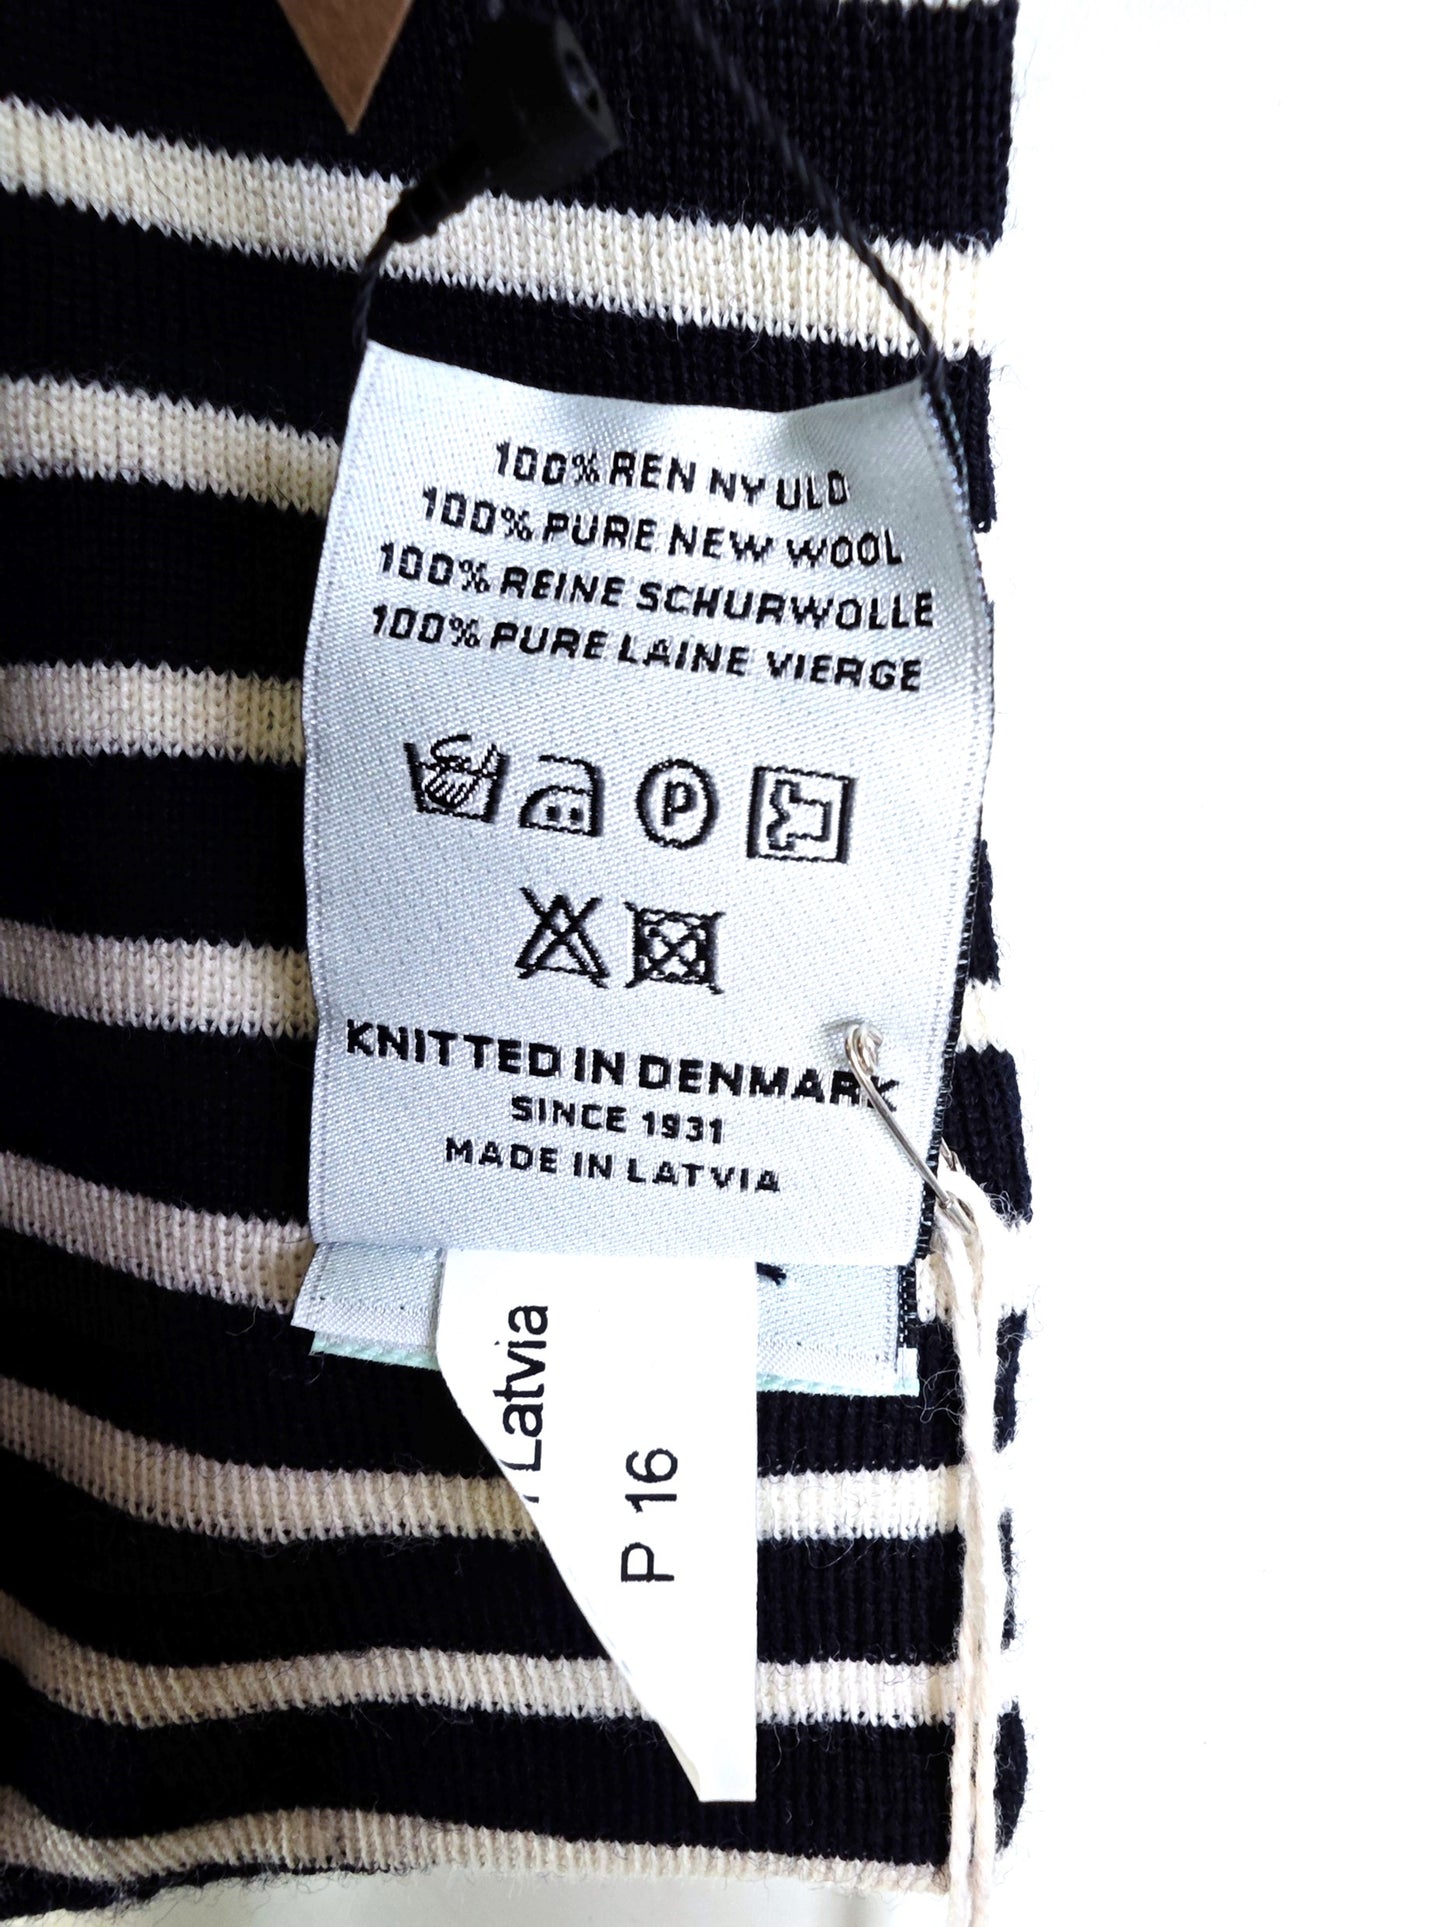 100% REN NY ULD
100% PURE NEW WOOL
100% REINE SCHURWOLLE
100% PURE LAINE VIERGE
P
KNITTED IN DENMARK
SINCE 1931
MADE IN LATVIA
Latvia
P 16